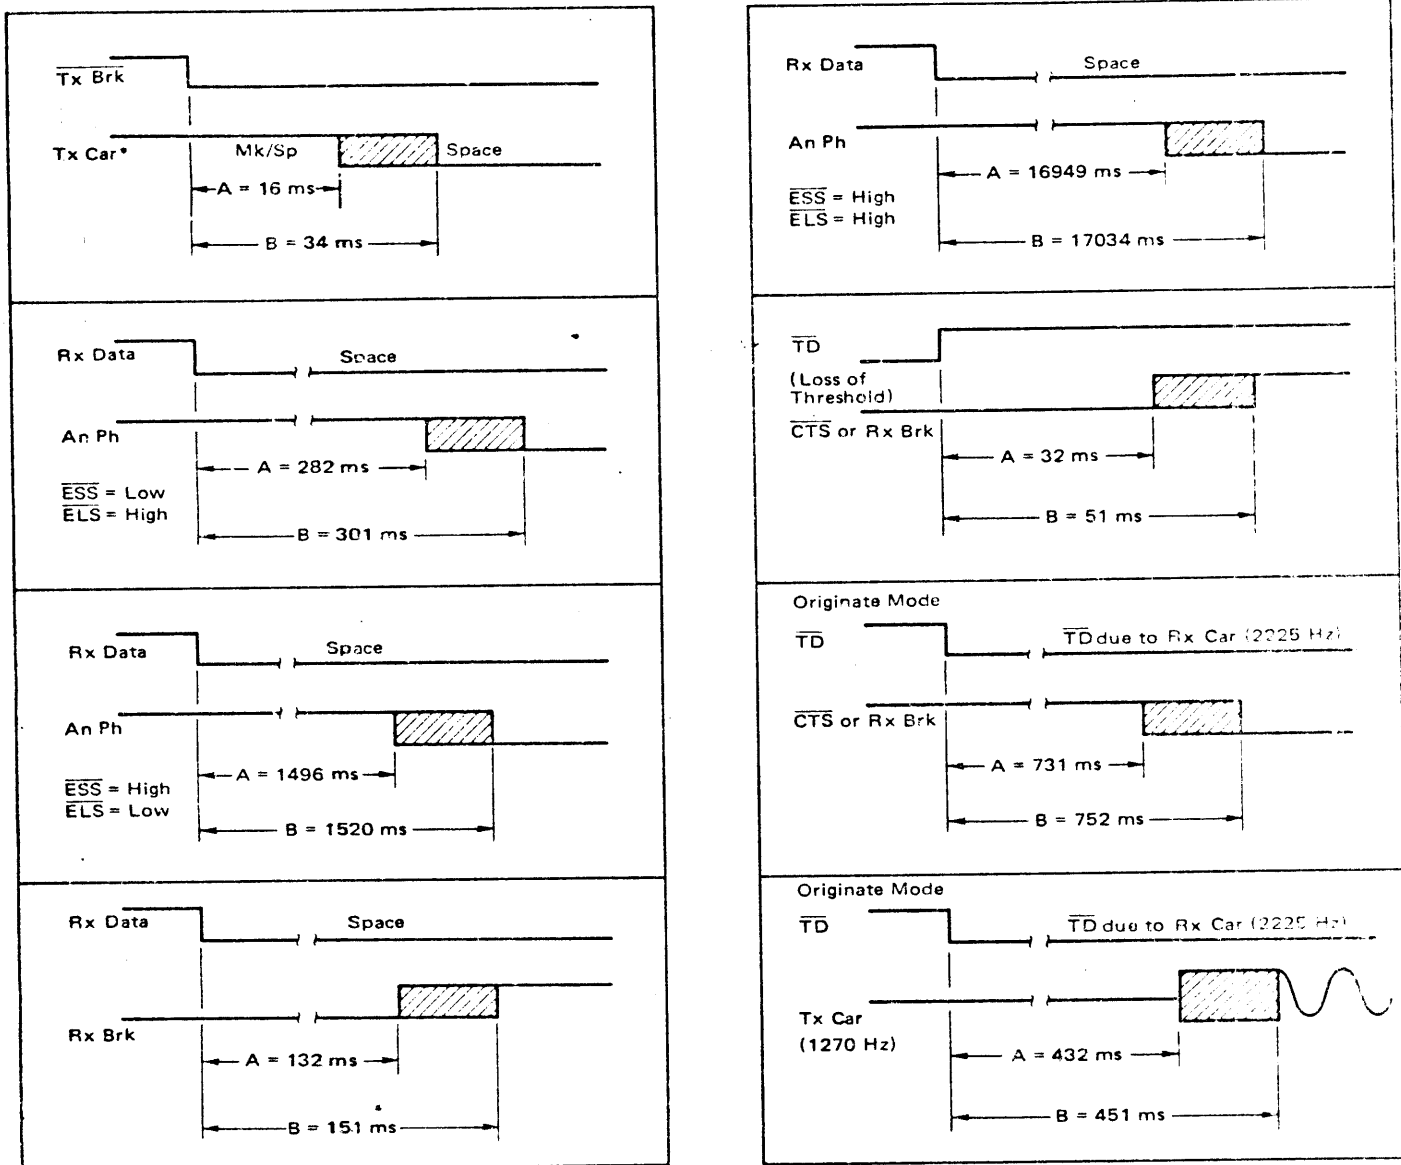 Tx Brk
Tx Car*
Mk/Sp
Space
A = 16 ms
B = 34 ms
Rx Data
Space
An Ph
A = 282 ms
ESS = Low
ELS = High
B = 301 ms
Rx Data
Space
An Ph
A = 1496 ms
ESS = High
ELS = Low
B = 1520 ms
Rx Data
Space
Rx Brk
A = 132 ms
B = 151 ms
Rx Data
Space
An Ph
A = 16949 ms
ESS = High
ELS = High
B = 17034 ms
TD
(Loss of
Threshold)
CTS or Rx Brk
A = 32 ms
B = 51 ms
Originate Mode
TD
TD due to Rx Car (2225 Hz)
CTS or Rx Brk
A = 731 ms
B = 752 ms
Originate Mode
TD
TD due to Rx Car (2225 Hz)
Tx Car
(1270 Hz)
A = 432 ms
B = 451 ms